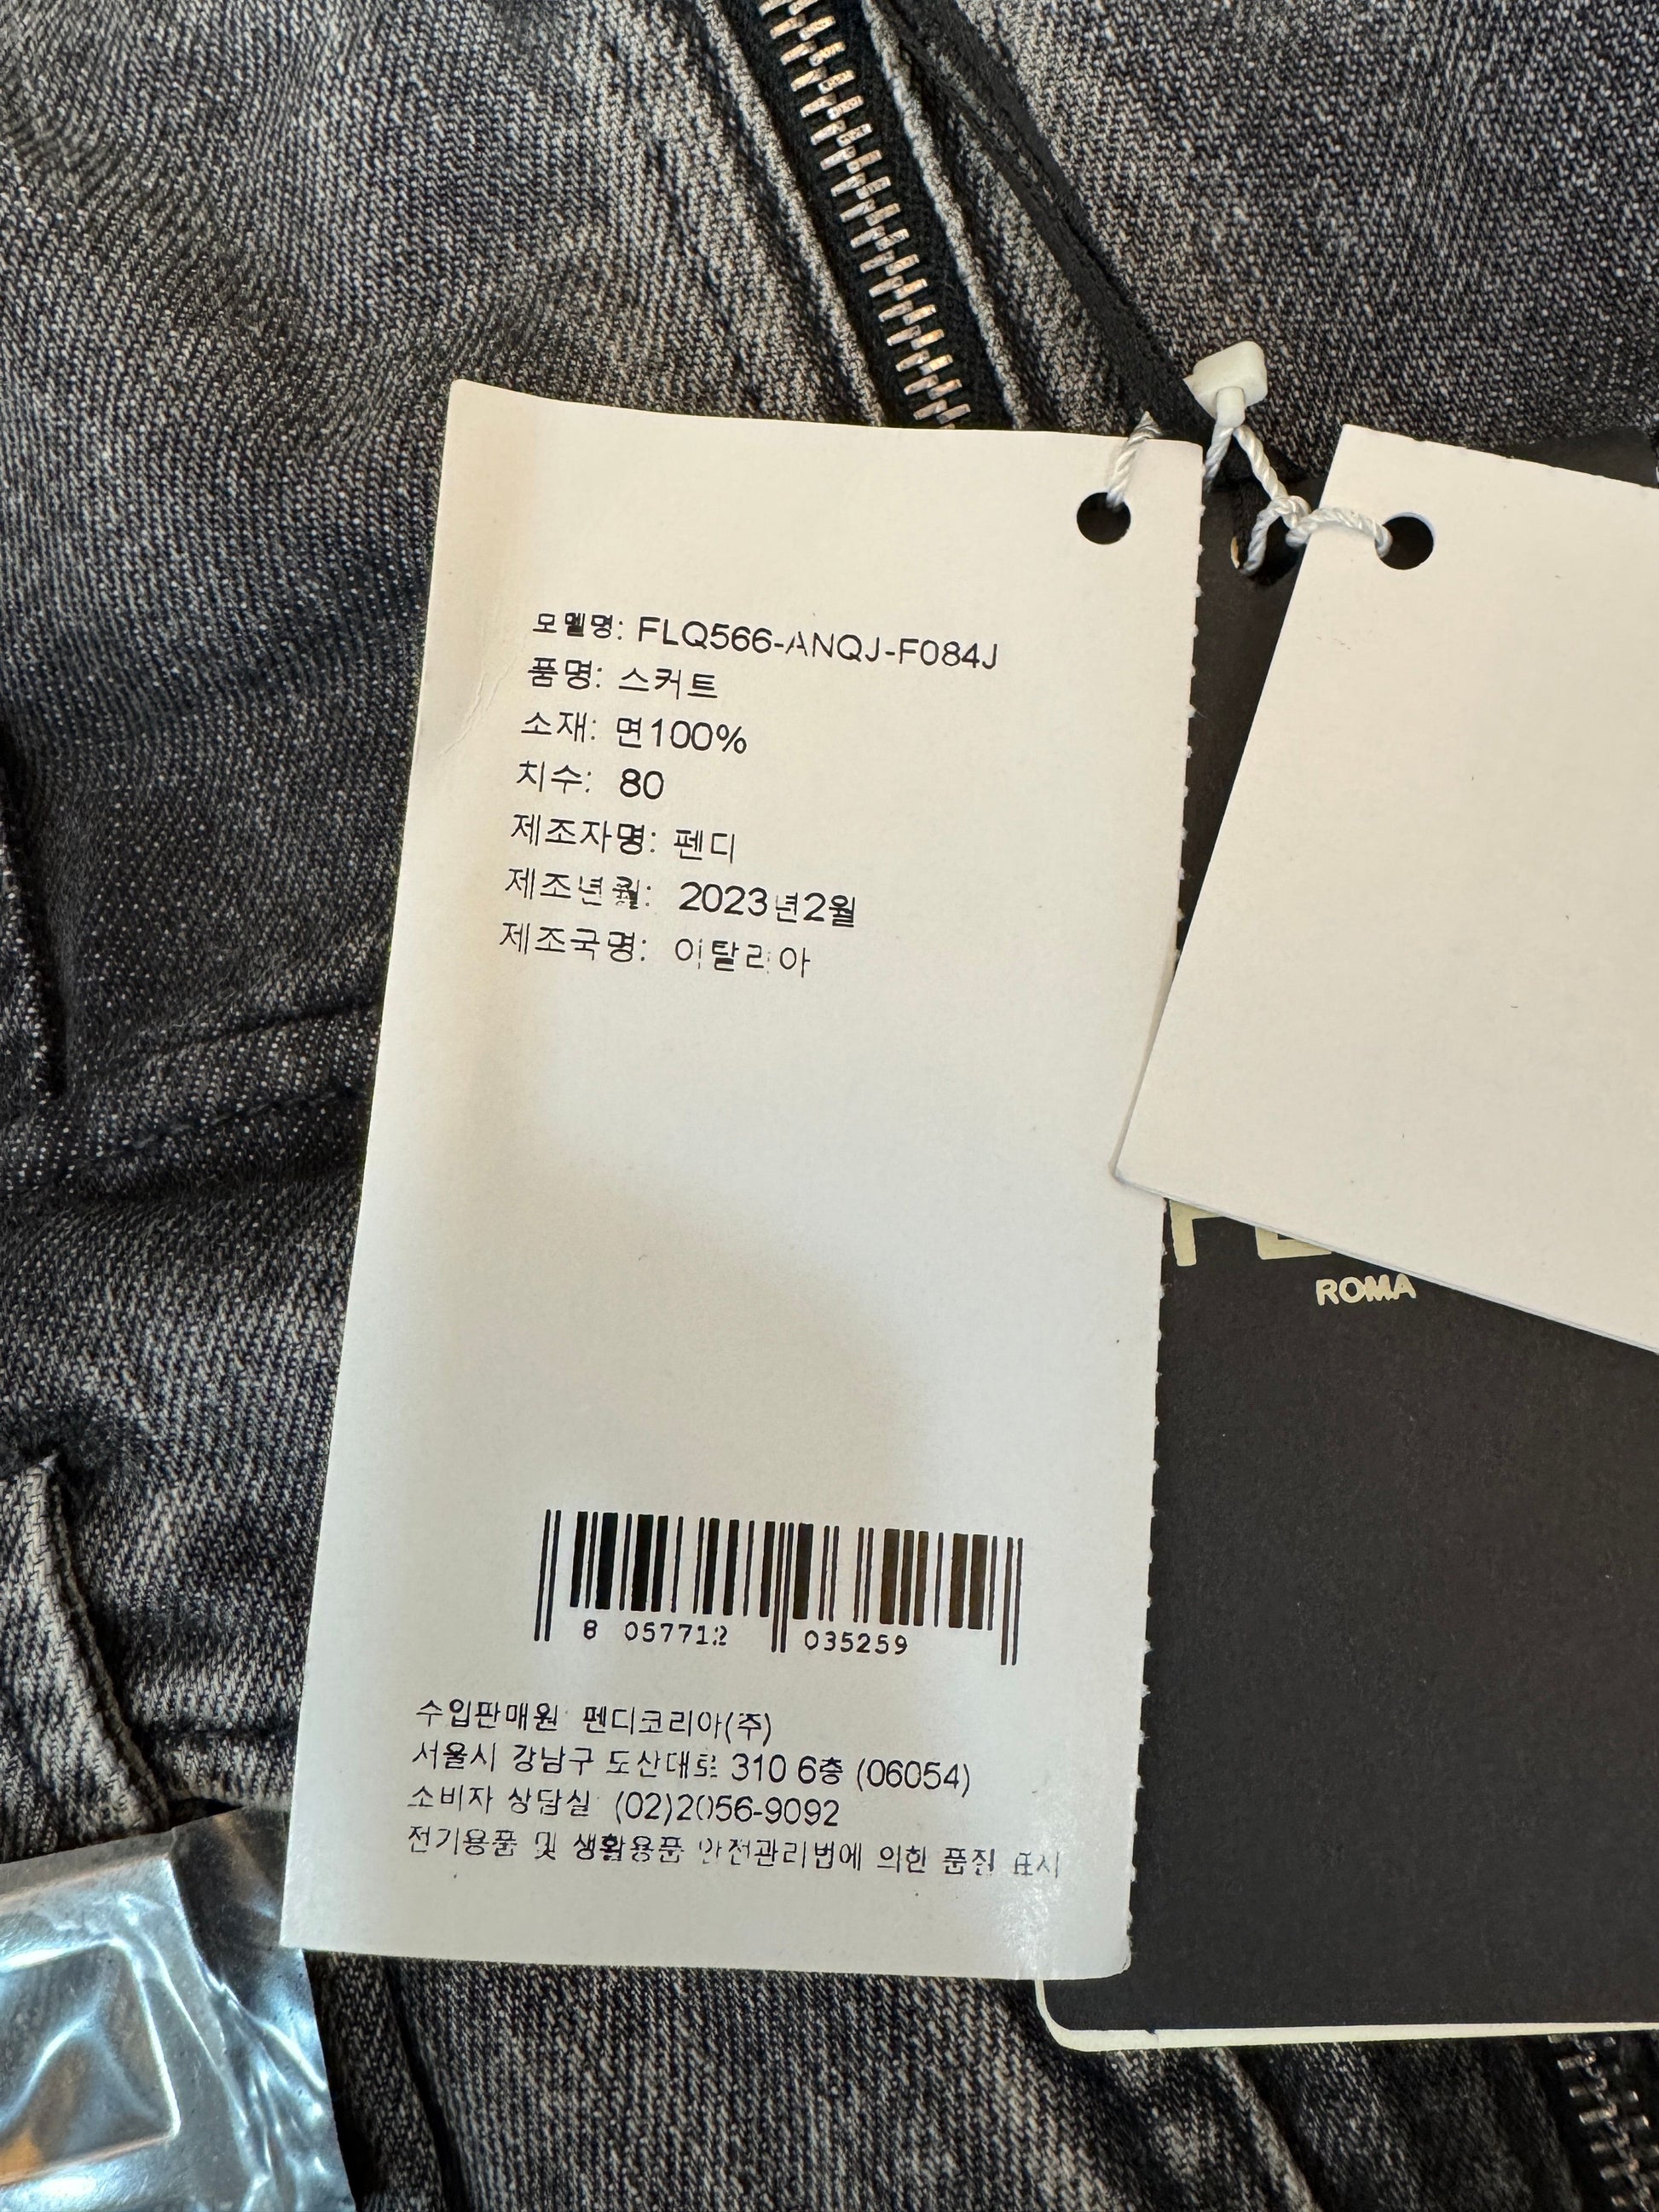 모델명: FLQ566-ANQJ-F084J
품명: 스커트
소재: 면100%
치수: 80
제조자명: 펜디
제조년월: 2023년2월
제조국명: 이탈리아
8 057712 035259
수입판매원 펜디코리아(주)
서울시 강남구 도산대로 310 6층 (06054)
소비자 상담실 (02)2056-9092
전기용품 및 생활용품 안전관리법에 의한 품질 표시
ROMA